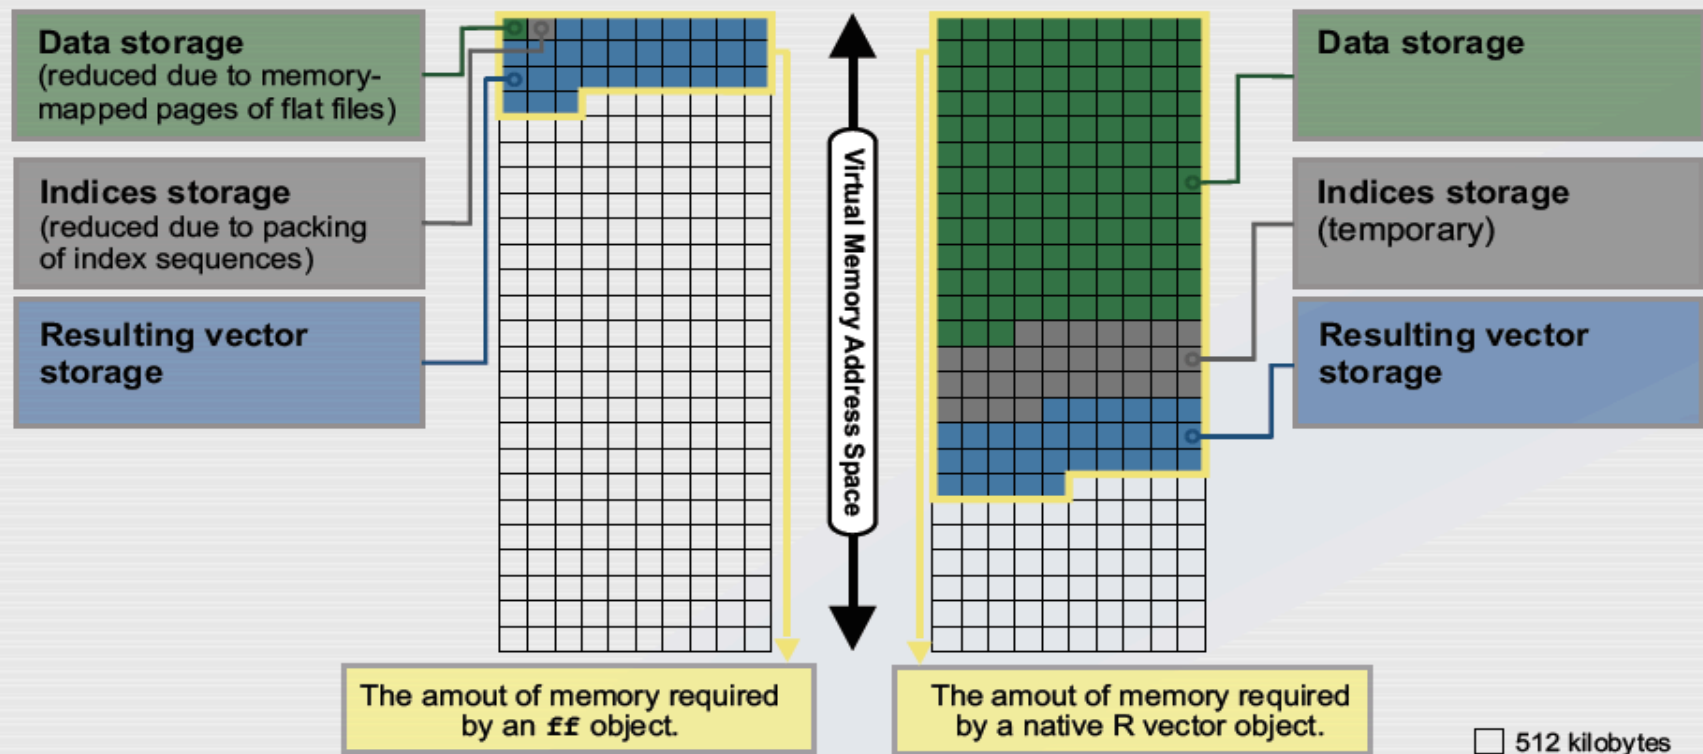 Data storage
(reduced due to memory-
mapped pages of flat files)
Indices storage
(reduced due to packing
of index sequences)
Resulting vector
storage
Virtual Memory Address Space
Data storage
Indices storage
(temporary)
Resulting vector
storage
The amout of memory required
by an ff object.
The amout of memory required
by a native R vector object.
512 kilobytes